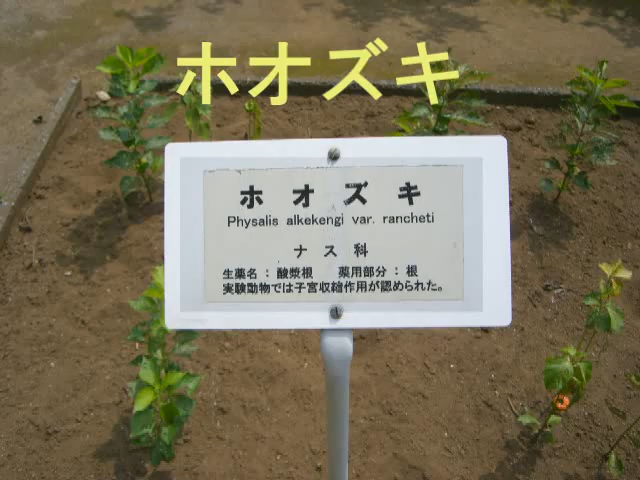 ホオズキ
ホオズキ
Physalis alkekengi var. rancheti
ナス科
生薬名：酸漿根　薬用部分：根
実験動物では子宮収縮作用が認められた。